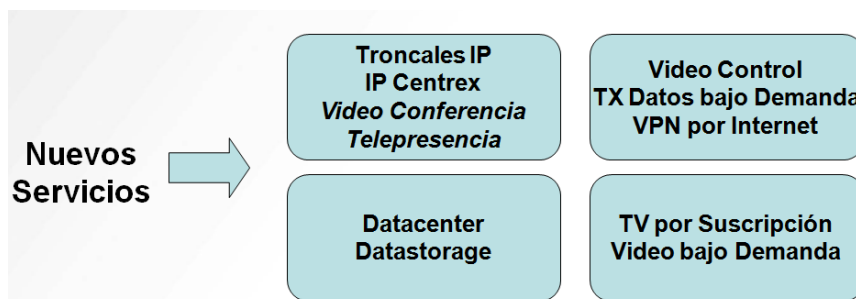 Nuevos
Servicios
Troncales IP
IP Centrex
Video Conferencia
Telepresencia
Video Control
TX Datos bajo Demanda
VPN por Internet
Datacenter
Datastorage
TV por Suscripción
Video bajo Demanda